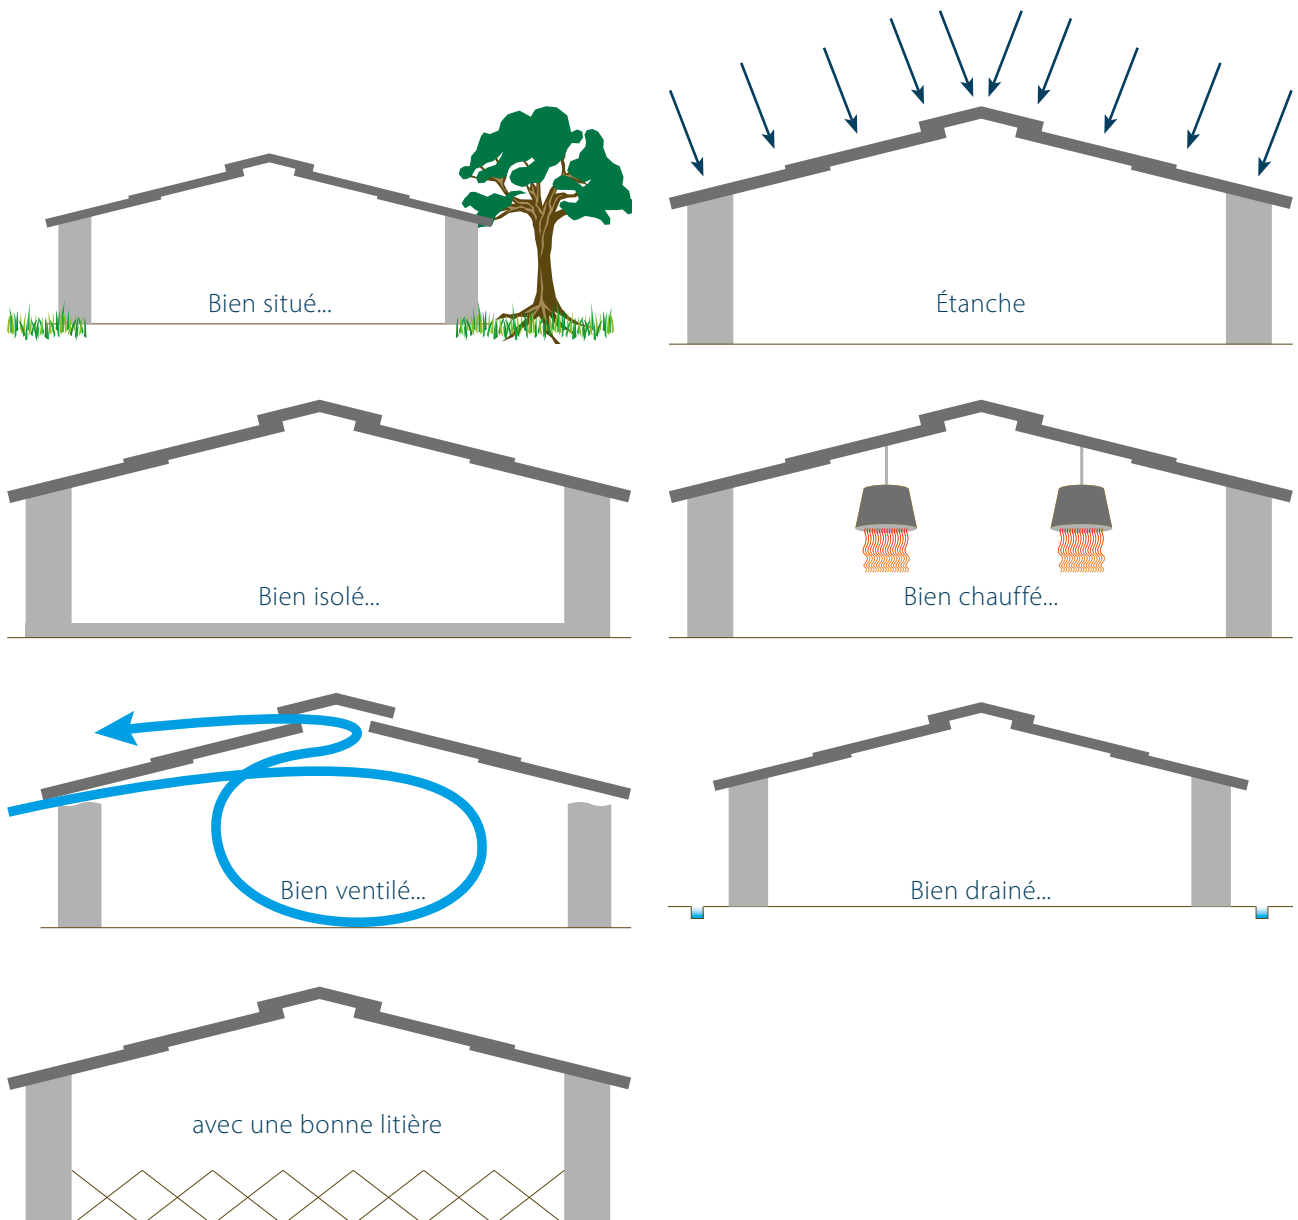 Bien situé...
Étanche
Bien isolé...
Bien chauffé...
Bien ventilé...
Bien drainé...
avec une bonne litière